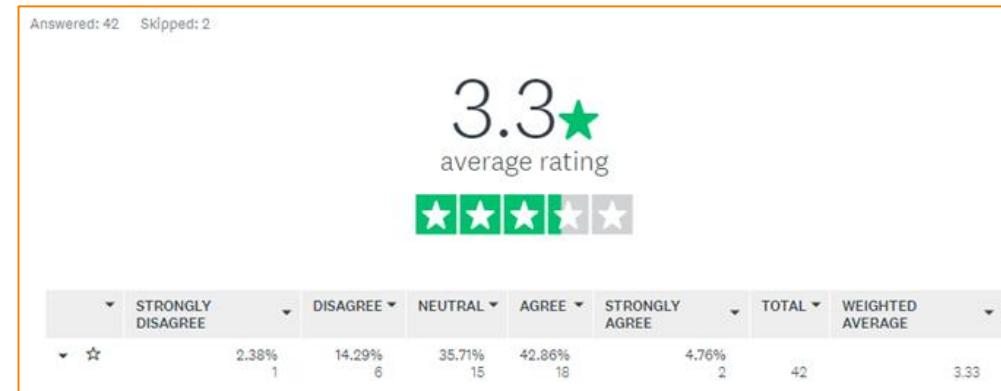 Answered: 42 Skipped: 2
3.3
average rating
STRONGLY DISAGREE NEUTRAL AGREE STRONGLY TOTAL WEIGHTED
DISAGREE AGREE AVERAGE
2.38% 14.29% 35.71% 42.86% 4.76%
1 6 15 18 2 42 3.33